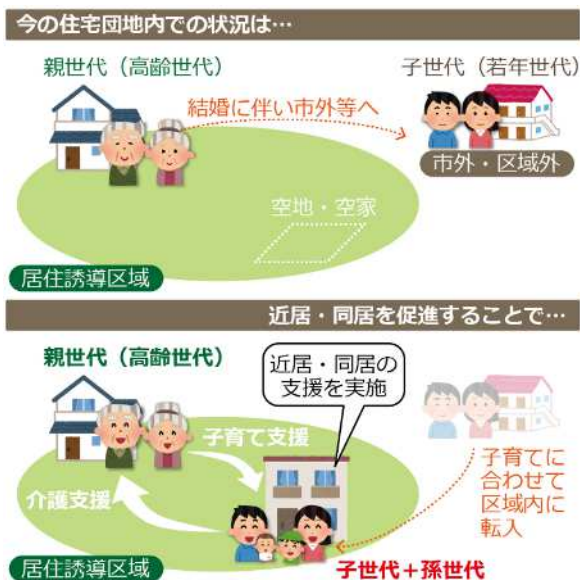 今の住宅団地内での状況は…
親世代（高齢世代）
子世代（若年世代）
結婚に伴い市外等へ
市外・区域外
空地・空家
居住誘導区域
近居・同居を促進することで…
親世代（高齢世代）
近居・同居の
支援を実施
子育て支援
介護支援
子育てに
合わせて
区域内に
転入
居住誘導区域
子世代＋孫世代